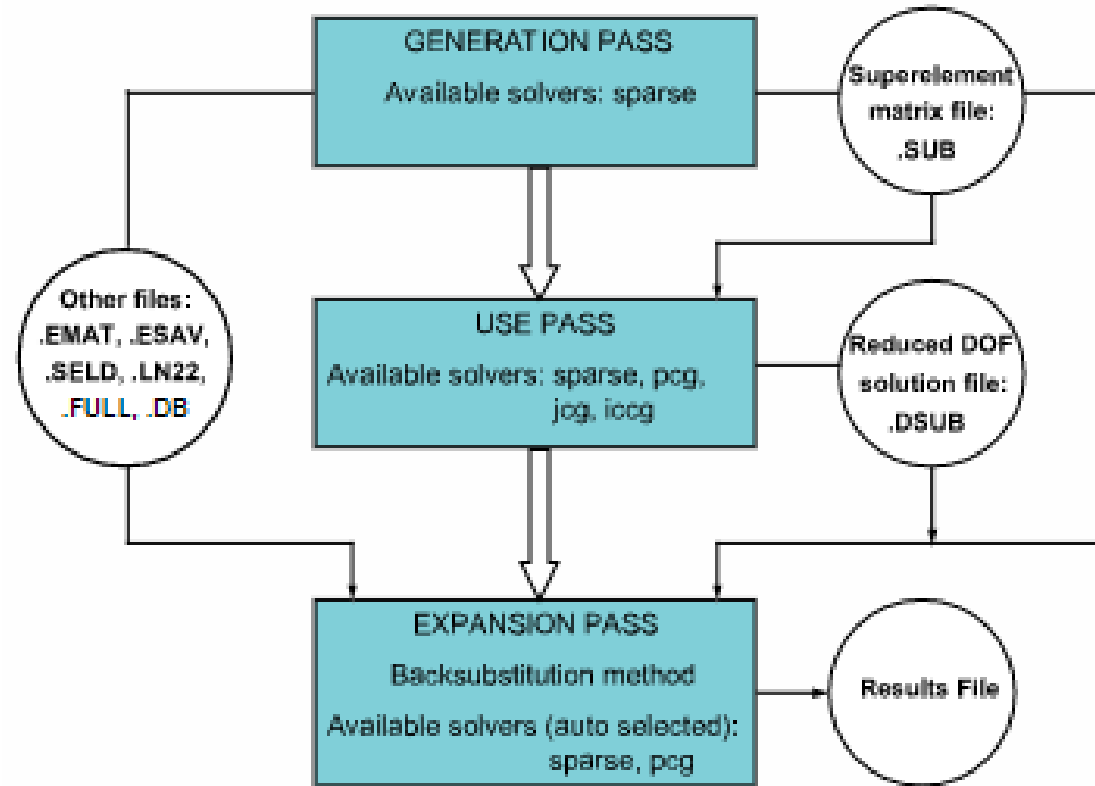 GENERATION PASS
Available solvers: sparse
Superelement
matrix file:
.SUB
Other files:
.EMAT, .ESAV,
.SELD, .LN22,
.FULL, .DB
USE PASS
Available solvers: sparse, pcg,
jcg, iccg
Reduced DOF
solution file:
.DSUB
EXPANSION PASS
Backsubstitution method
Available solvers (auto selected):
sparse, pcg
Results File